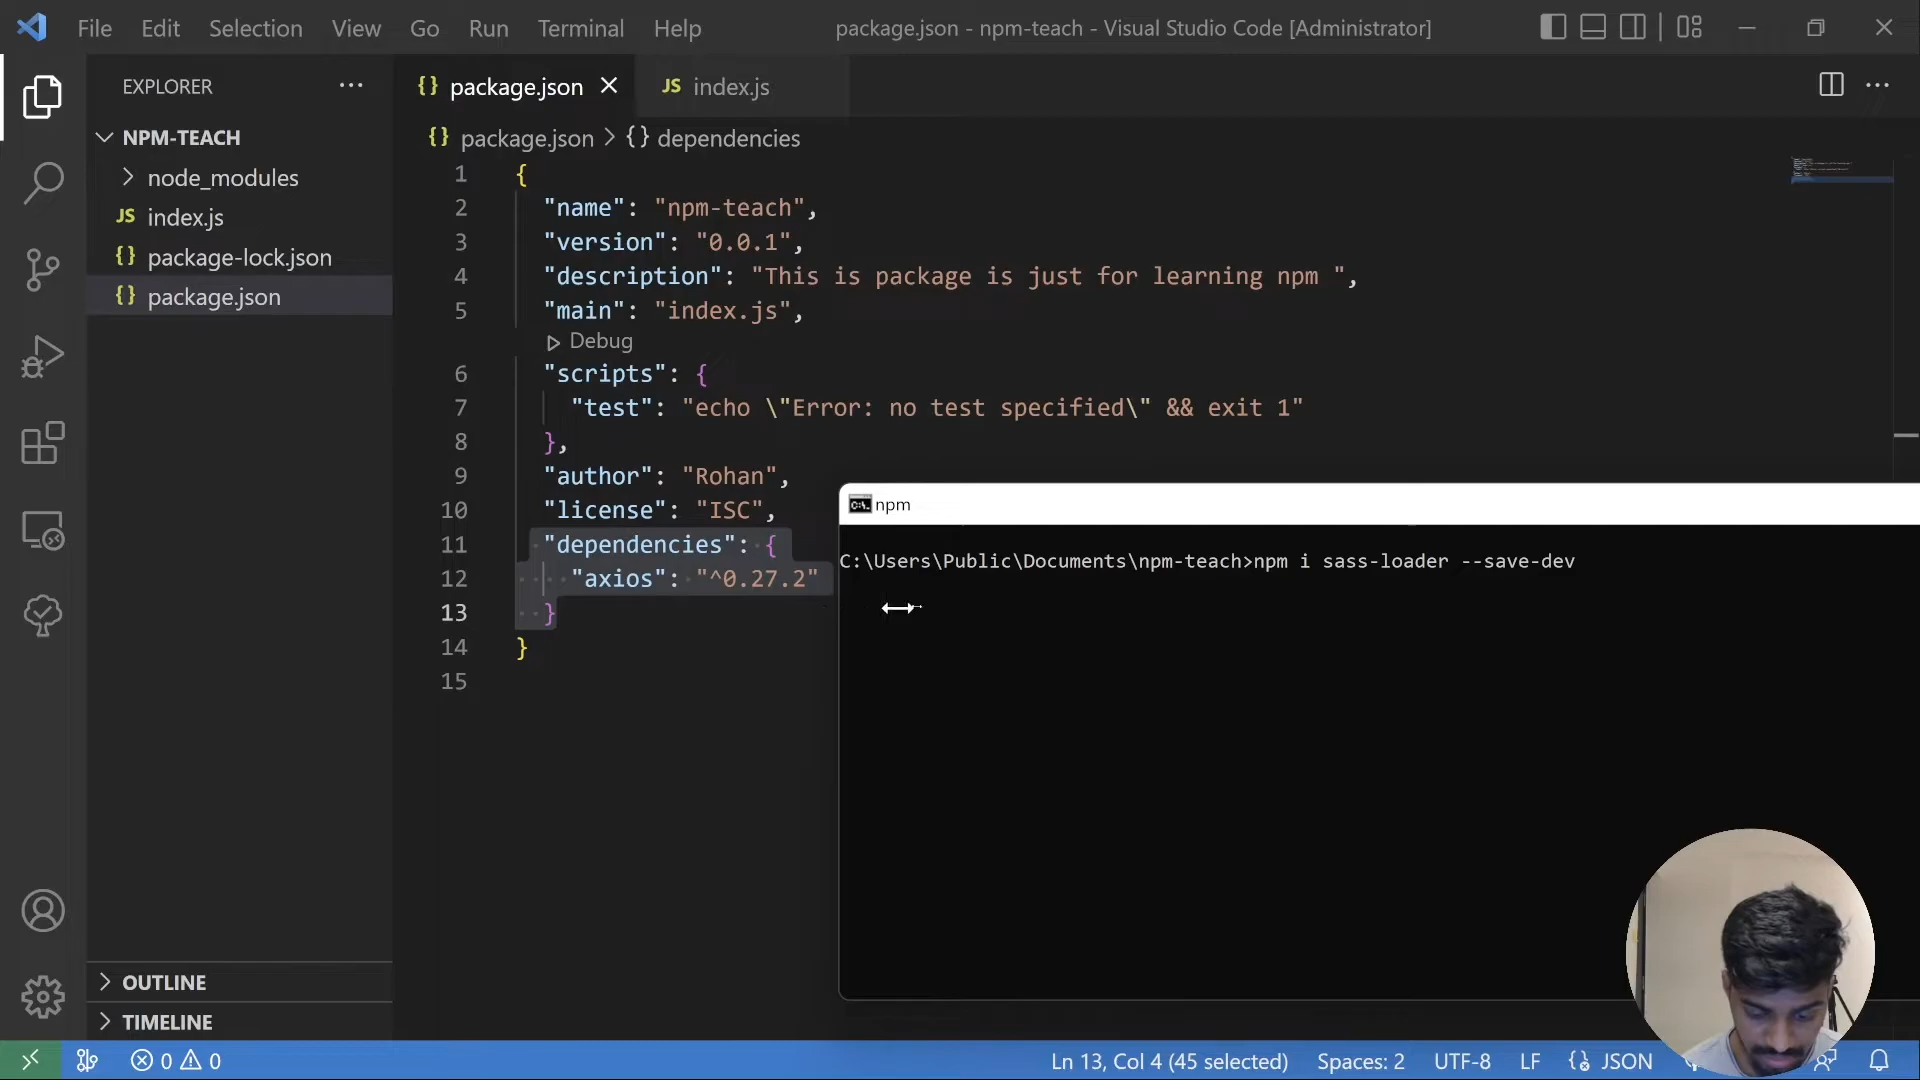 File Edit Selection View Go Run Terminal Help package.json - npm-teach - Visual Studio Code [Administrator]
EXPLORER
NPM-TEACH
node_modules
JS index.js
{} package-lock.json
{} package.json
OUTLINE
TIMELINE
{} package.json JS index.js
{} package.json > {} dependencies
1 {
2 "name": "npm-teach",
3 "version": "0.0.1",
4 "description": "This is package is just for learning npm ",
5 "main": "index.js",
Debug
6 "scripts": {
7 "test": "echo \"Error: no test specified\" && exit 1"
8 },
9 "author": "Rohan",
10 "license": "ISC",
11 "dependencies": {
12 "axios": "^0.27.2"
13 }
14 }
15
npm
C:\Users\Public\Documents\npm-teach>npm i sass-loader --save-dev
0 0 Ln 13, Col 4 (45 selected) Spaces: 2 UTF-8 LF {} JSON